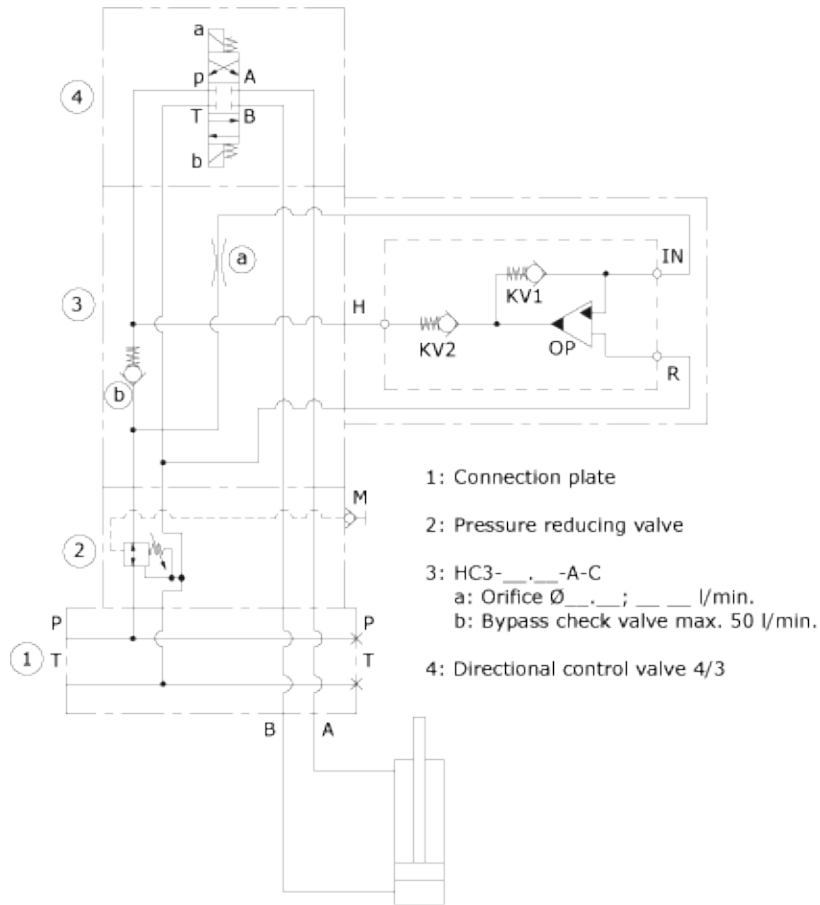 a
p A
4
T B
b
IN
a
KV1
H
3
KV2
OP
b
R
M
1: Connection plate
2
2: Pressure reducing valve
3: HC3-__.__-A-C
a: Orifice Ø__.__; __ __ l/min.
b: Bypass check valve max. 50 l/min.
P P
1 T T
4: Directional control valve 4/3
B A